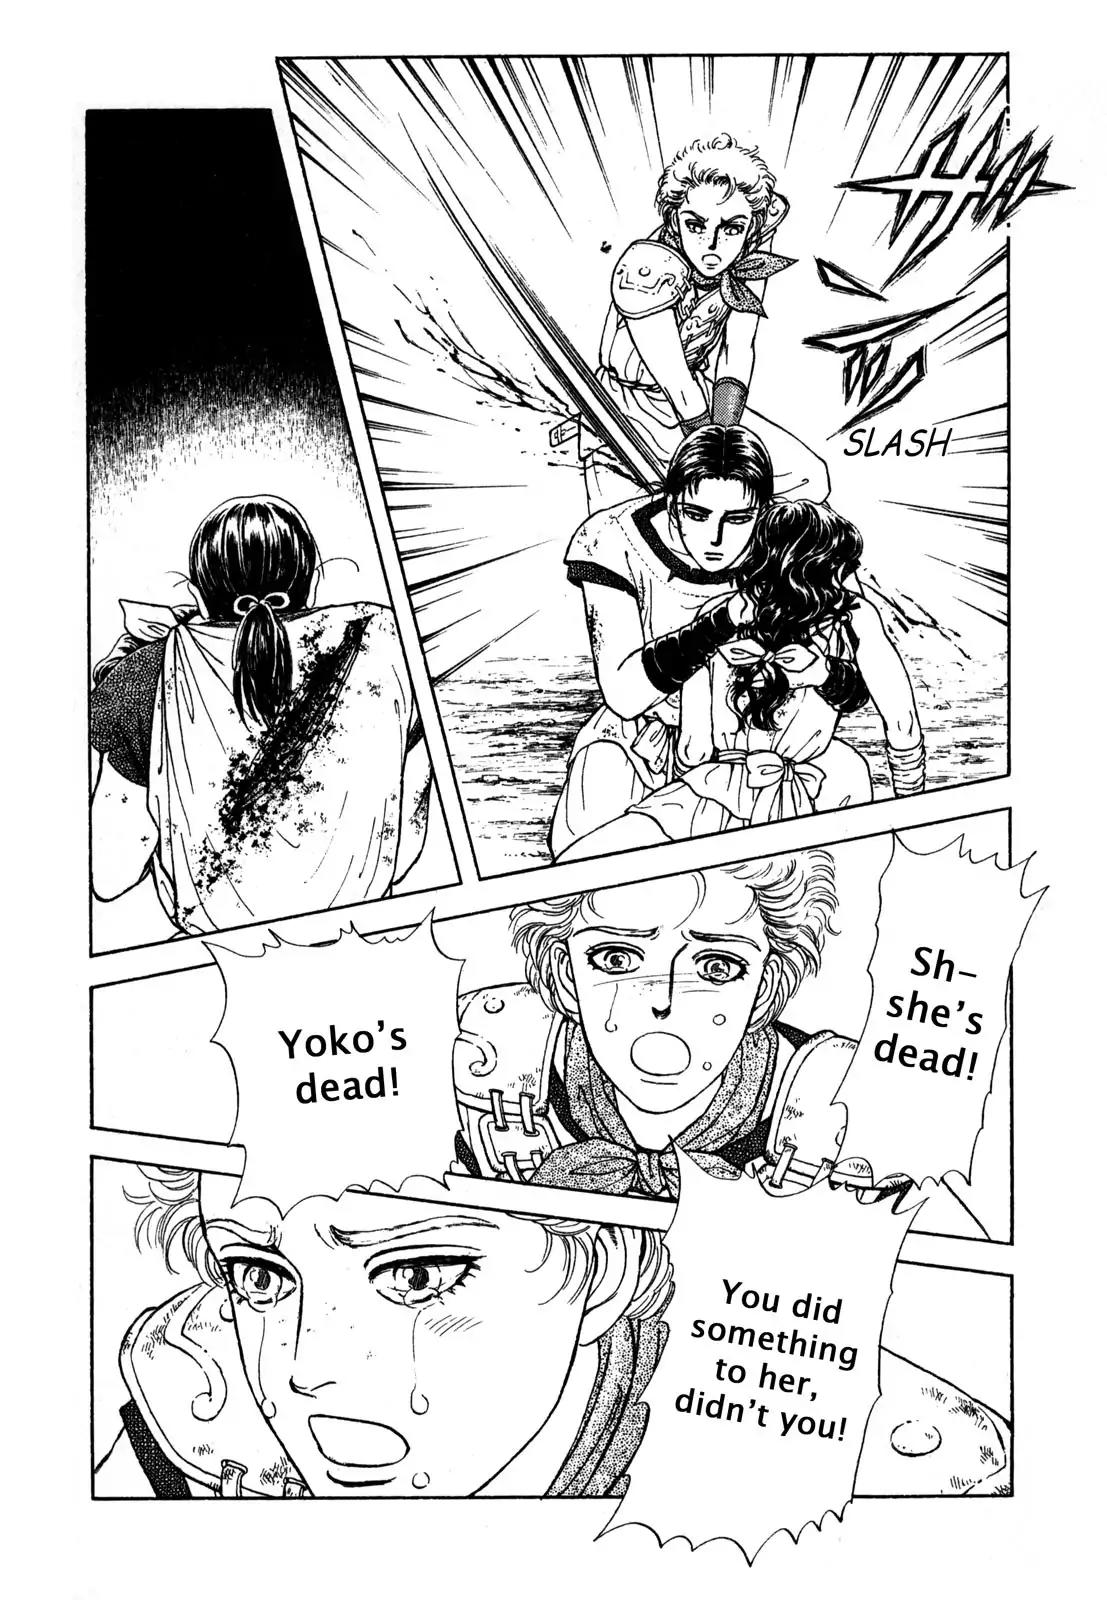 SLASH
Sh-
she's
dead!
Yoko's
dead!
You did
something
to her,
didn't you!